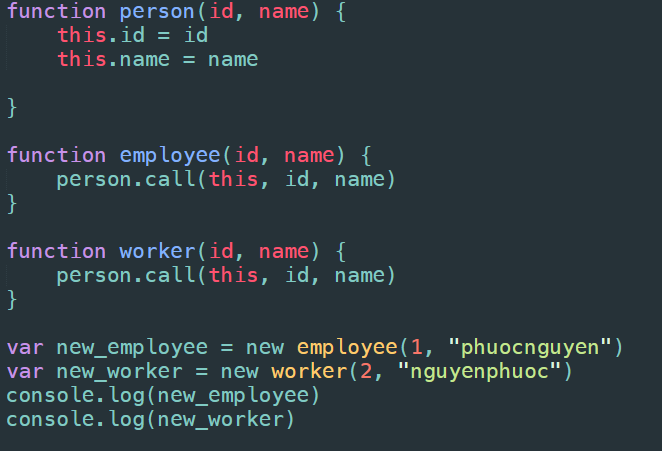 function person(id, name) {
    this.id = id
    this.name = name
}
function employee(id, name) {
    person.call(this, id, name)
}
function worker(id, name) {
    person.call(this, id, name)
}
var new_employee = new employee(1, "phuocnguyen")
var new_worker = new worker(2, "nguyenphuoc")
console.log(new_employee)
console.log(new_worker)